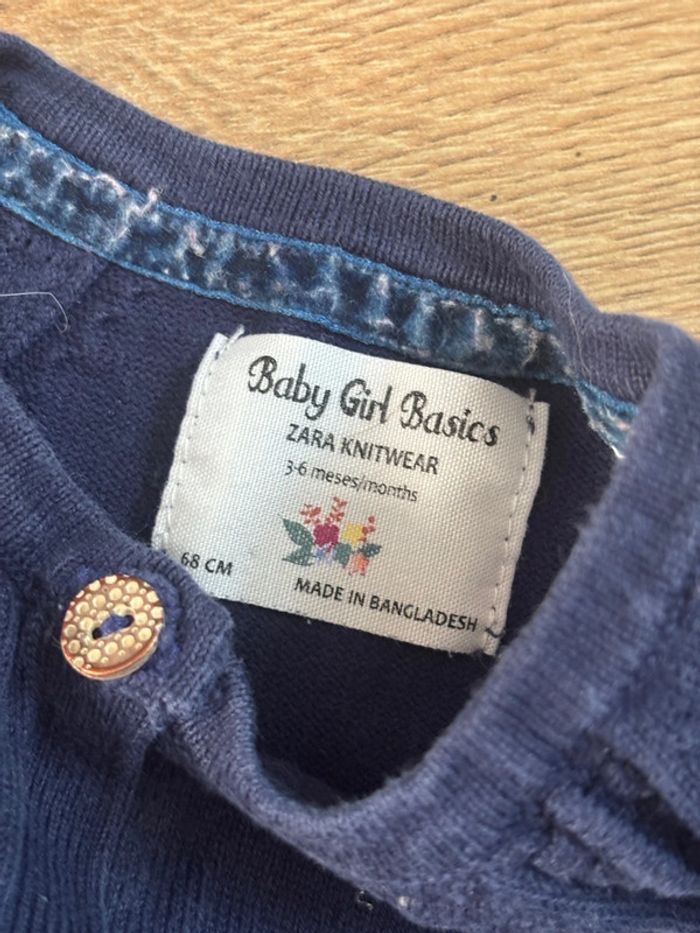 Baby Girl Basics
ZARA KNITWEAR
3-6 meses/months
68 CM
MADE IN BANGLADESH